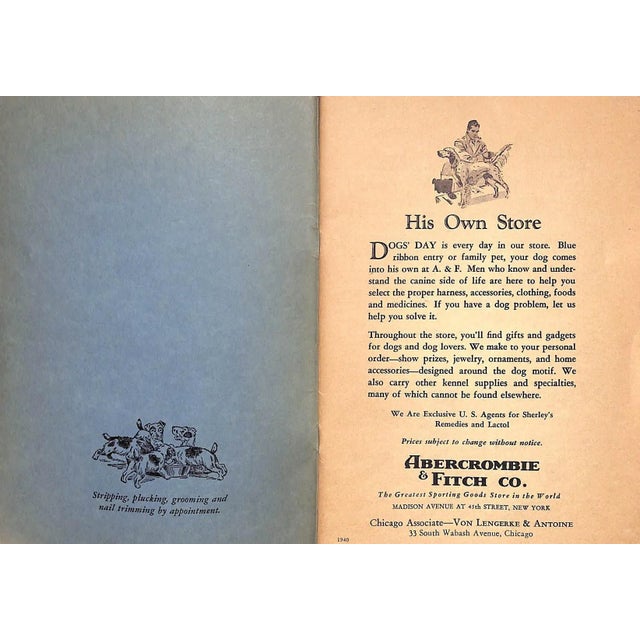 Stripping, plucking, grooming and
nail trimming by appointment.
His Own Store
DOGS' DAY is every day in our store. Blue
ribbon entry or family pet, your dog comes
into his own at A. & F. Men who know and under-
stand the canine side of life are here to help you
select the proper harness, accessories, clothing, foods
and medicines. If you have a dog problem, let us
help you solve it.
Throughout the store, you'll find gifts and gadgets
for dogs and dog lovers. We make to your personal
order—show prizes, jewelry, ornaments, and home
accessories—designed around the dog motif. We
also carry other kennel supplies and specialties,
many of which cannot be found elsewhere.
We Are Exclusive U. S. Agents for Sherley's
Remedies and Lactol
Prices subject to change without notice.
ABERCROMBIE
& FITCH CO.
The Greatest Sporting Goods Store in the World
MADISON AVENUE AT 45th STREET, NEW YORK
Chicago Associate—VON LENGERKE & ANTOINE
33 South Wabash Avenue, Chicago
1940